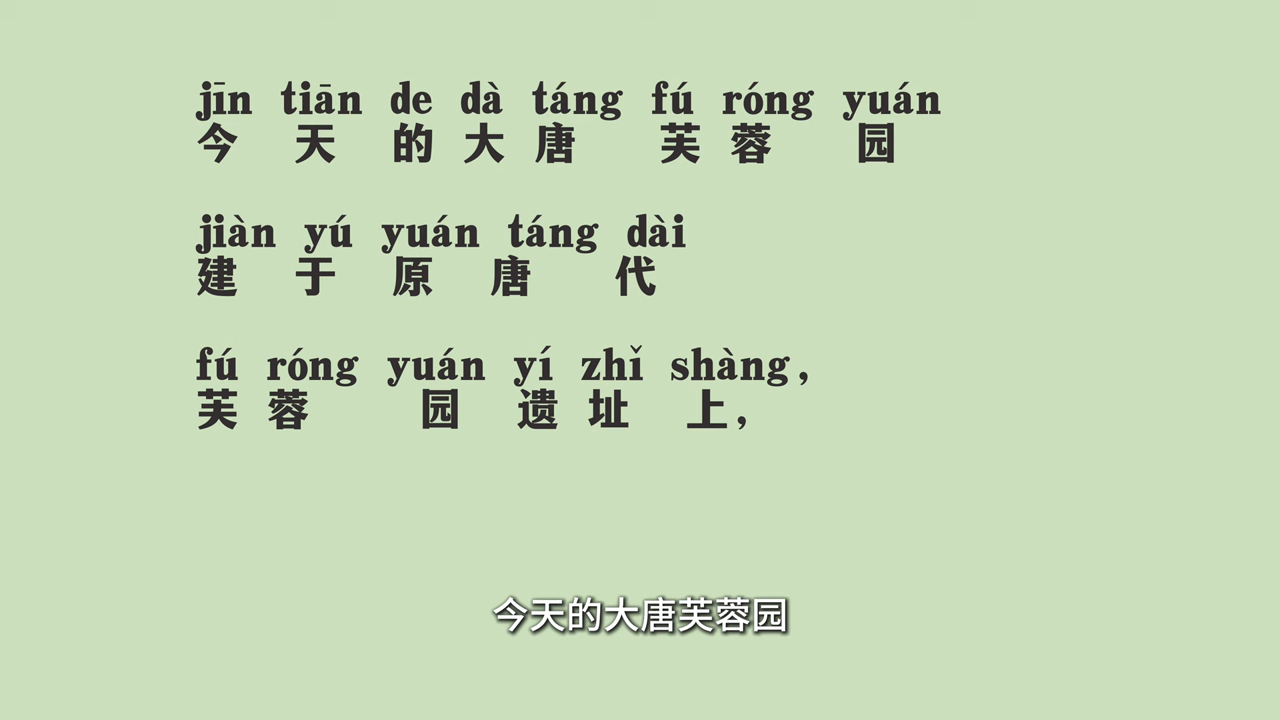 jīn tiān de dà táng fú róng yuán
今天的大唐芙蓉园
jiàn yú yuán táng dài
建于原唐代
fú róng yuán yí zhǐ shàng,
芙蓉园遗址上,
今天的大唐芙蓉园